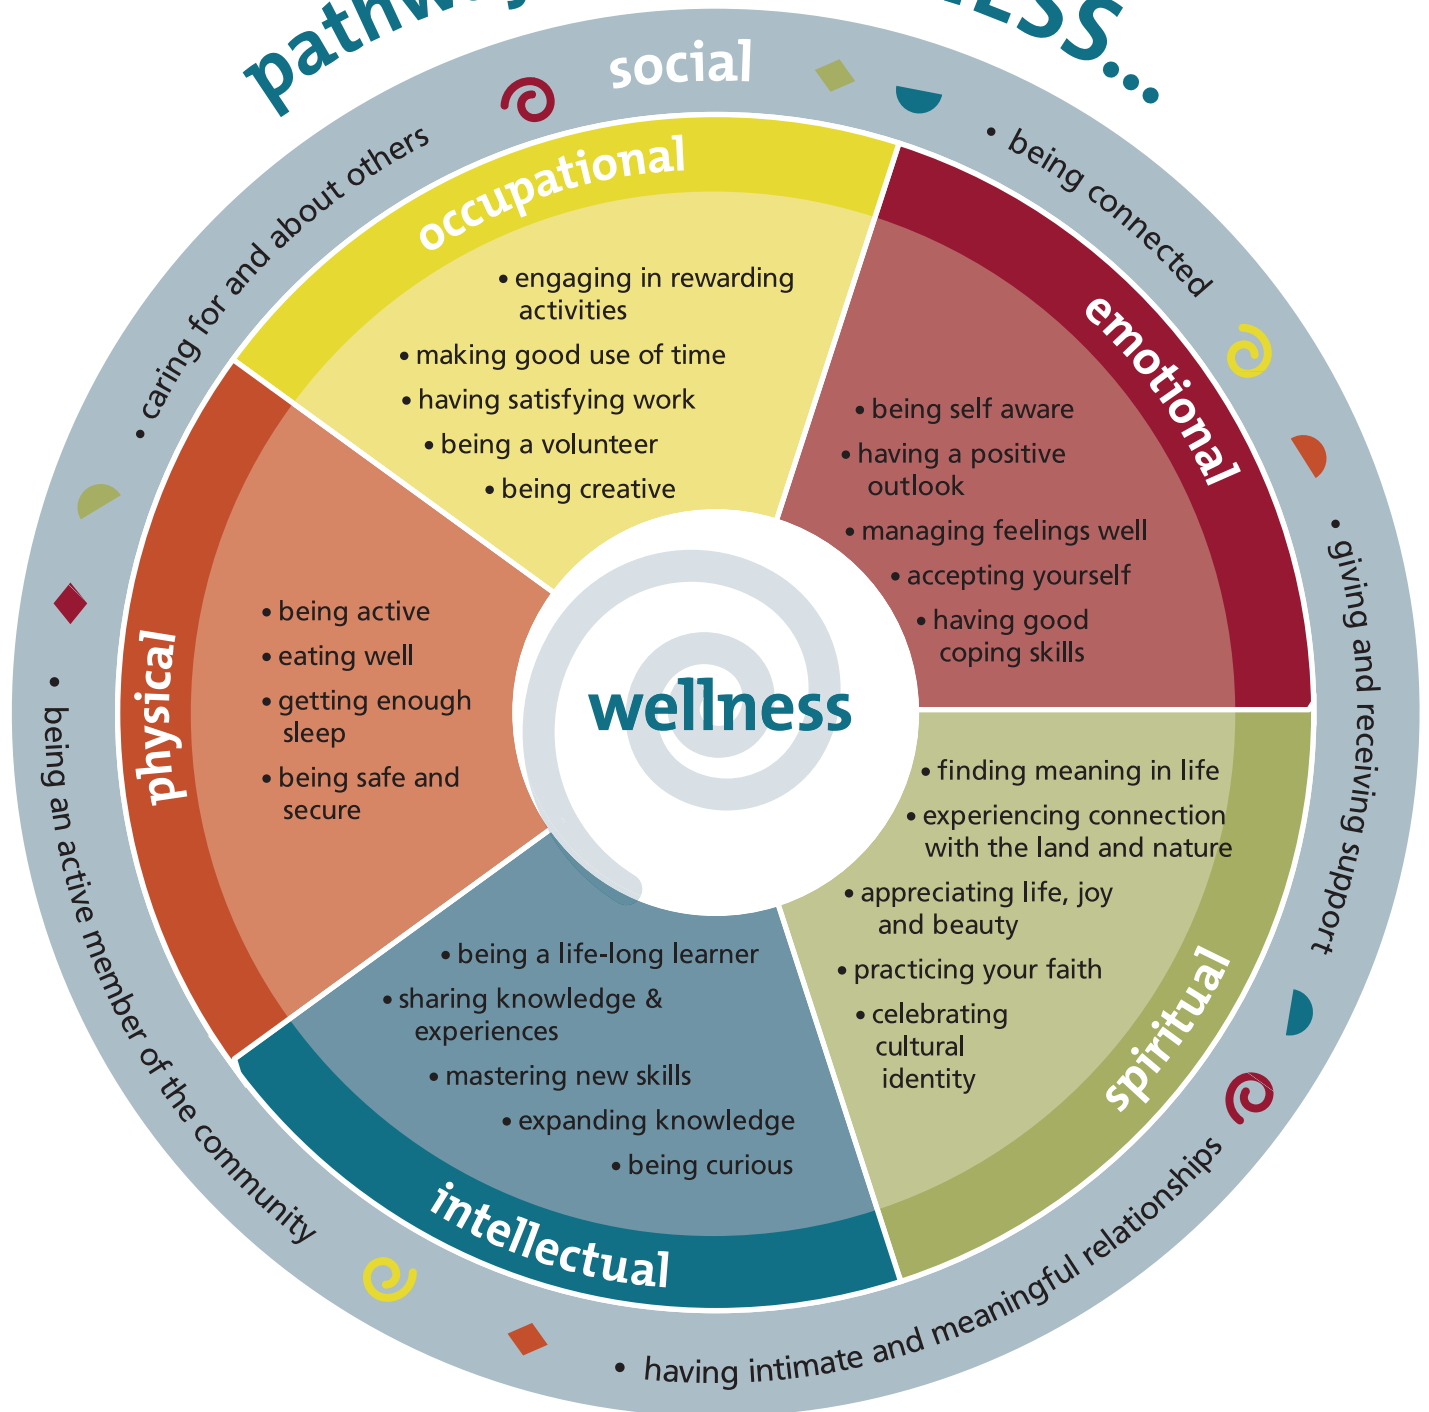 social
• caring for and about others
• being connected
• giving and receiving support
• having intimate and meaningful relationships
• being an active member of the community
occupational
• engaging in rewarding
activities
• making good use of time
• having satisfying work
• being a volunteer
• being creative
emotional
• being self aware
• having a positive
outlook
• managing feelings well
• accepting yourself
• having good
coping skills
physical
• being active
• eating well
• getting enough
sleep
• being safe and
secure
wellness
• finding meaning in life
• experiencing connection
with the land and nature
• appreciating life, joy
and beauty
• practicing your faith
• celebrating
cultural
identity
spiritual
• being a life-long learner
• sharing knowledge &
experiences
• mastering new skills
• expanding knowledge
• being curious
intellectual